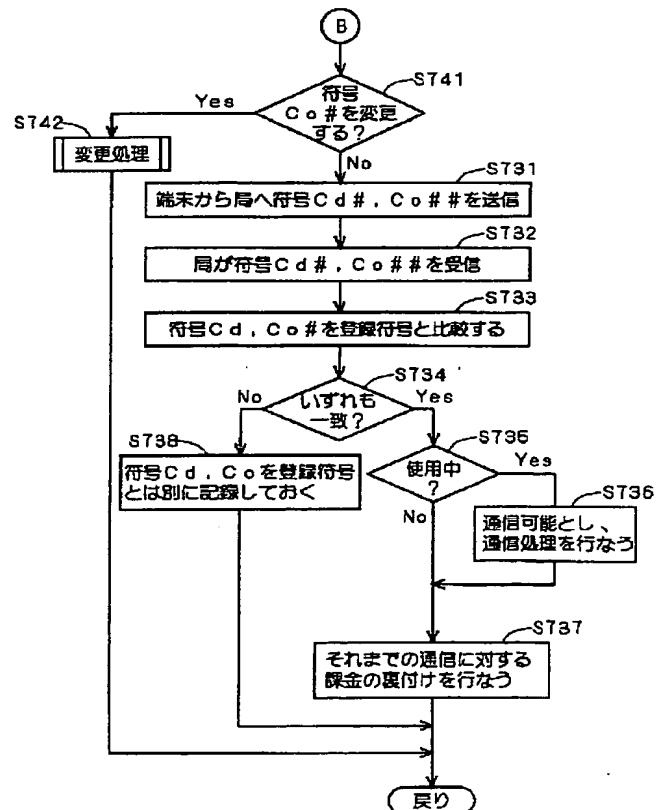 B
S741
符号
Co#を変更
する?
Yes
No
S742
変更処理
S731
端末から局へ符号Cd#,Co##を送信
S732
局が符号Cd#,Co##を受信
S733
符号Cd,Co#を登録符号と比較する
S734
いずれも
一致?
No
Yes
S738
符号Cd,Coを登録符号
とは別に記録しておく
S735
使用中
?
Yes
No
S736
通信可能とし、
通信処理を行なう
S737
それまでの通信に対する
課金の裏付けを行なう
戻り